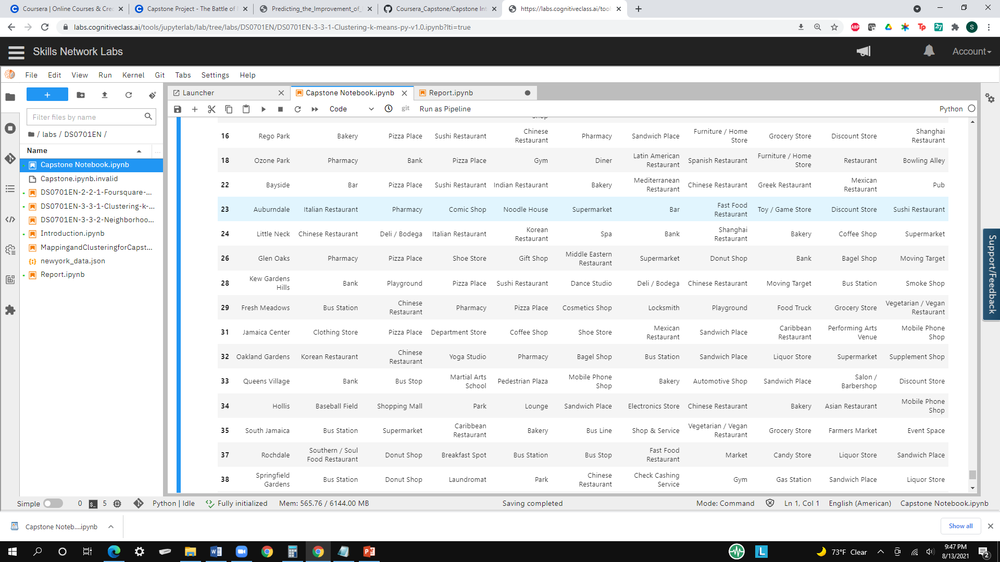 Coursera | Online Courses & Cre
Capstone Project - The Battle of
Predicting_the_Improvement_of_
Coursera_Capstone/Capstone Int
https://labs.cognitiveclass.ai/tool
labs.cognitiveclass.ai/tools/jupyterlab/lab/tree/labs/DS0701EN/DS0701EN-3-3-1-Clustering-k-means-py-v1.0.ipynb?lti=true
ABP
Tp
27
S
Skills Network Labs
Account
File Edit View Run Kernel Git Tabs Settings Help
Launcher
Capstone Notebook.ipynb
Report.ipynb
Code
git
Run as Pipeline
Python
Filter files by name
/ labs / DS0701EN /
Name
...
Capstone Notebook.ipynb
Capstone.ipynb.invalid
DS0701EN-2-2-1-Foursquare-...
DS0701EN-3-3-1-Clustering-k-...
DS0701EN-3-3-2-Neighborhoo...
Introduction.ipynb
MappingandClusteringforCapst...
newyork_data.json
Report.ipynb
Shop
16 Rego Park Bakery Pizza Place Sushi Restaurant Chinese Restaurant Pharmacy Sandwich Place Furniture / Home Store Grocery Store Discount Store Shanghai Restaurant
18 Ozone Park Pharmacy Bank Pizza Place Gym Diner Latin American Restaurant Spanish Restaurant Furniture / Home Store Restaurant Bowling Alley
22 Bayside Bar Pizza Place Sushi Restaurant Indian Restaurant Bakery Mediterranean Restaurant Chinese Restaurant Greek Restaurant Mexican Restaurant Pub
23 Auburndale Italian Restaurant Pharmacy Comic Shop Noodle House Supermarket Bar Fast Food Restaurant Toy / Game Store Discount Store Sushi Restaurant
24 Little Neck Chinese Restaurant Deli / Bodega Italian Restaurant Korean Restaurant Spa Bank Shanghai Restaurant Bakery Coffee Shop Supermarket
26 Glen Oaks Pharmacy Pizza Place Shoe Store Gift Shop Middle Eastern Restaurant Supermarket Donut Shop Bank Bagel Shop Moving Target
28 Kew Gardens Hills Bank Playground Pizza Place Sushi Restaurant Dance Studio Deli / Bodega Chinese Restaurant Moving Target Bus Station Smoke Shop
29 Fresh Meadows Bus Station Chinese Restaurant Pharmacy Pizza Place Cosmetics Shop Locksmith Playground Food Truck Grocery Store Vegetarian / Vegan Restaurant
31 Jamaica Center Clothing Store Pizza Place Department Store Coffee Shop Shoe Store Mexican Restaurant Sandwich Place Caribbean Restaurant Performing Arts Venue Mobile Phone Shop
32 Oakland Gardens Korean Restaurant Chinese Restaurant Yoga Studio Pharmacy Bagel Shop Bus Station Sandwich Place Liquor Store Supermarket Supplement Shop
33 Queens Village Bank Bus Stop Martial Arts School Pedestrian Plaza Mobile Phone Shop Bakery Automotive Shop Sandwich Place Salon / Barbershop Discount Store
34 Hollis Baseball Field Shopping Mall Park Lounge Sandwich Place Electronics Store Chinese Restaurant Bakery Asian Restaurant Mobile Phone Shop
35 South Jamaica Bus Station Supermarket Caribbean Restaurant Bakery Bus Line Shop & Service Vegetarian / Vegan Restaurant Grocery Store Farmers Market Event Space
37 Rochdale Southern / Soul Food Restaurant Donut Shop Breakfast Spot Bus Station Bus Stop Fast Food Restaurant Market Candy Store Liquor Store Sandwich Place
38 Springfield Gardens Bus Station Donut Shop Laundromat Park Chinese Restaurant Check Cashing Service Gym Gas Station Sandwich Place Liquor Store
Support/Feedback
Simple 0 5 Python | Idle Fully initialized Mem: 565.76 / 6144.00 MB Saving completed Mode: Command Ln 1, Col 1 English (American) Capstone Notebook.ipynb
Capstone Noteb....ipynb
Show all
73°F Clear
9:47 PM
8/13/2021
2